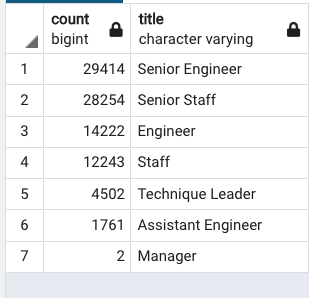 count title
bigint character varying
1 29414 Senior Engineer
2 28254 Senior Staff
3 14222 Engineer
4 12243 Staff
5 4502 Technique Leader
6 1761 Assistant Engineer
7 2 Manager